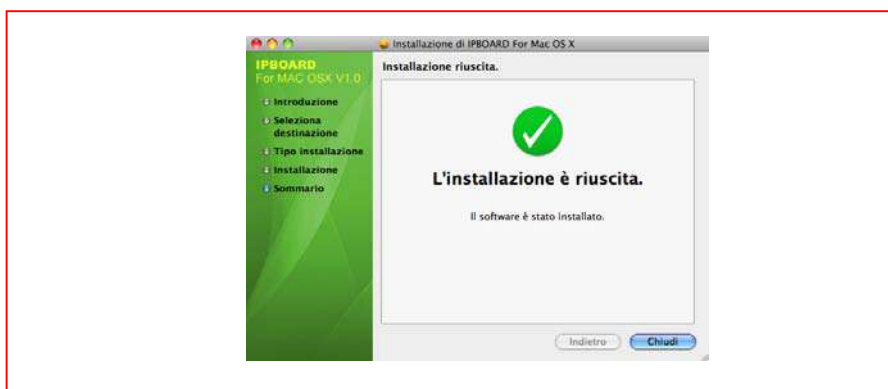 Installazione di IPBOARD For Mac OS X
IPBOARD
For MAC OSX V1.0
Installazione riuscita.
Introduzione
Seleziona
destinazione
Tipo installazione
Installazione
Sommario
L'installazione è riuscita.
Il software è stato installato.
Indietro
Chiudi